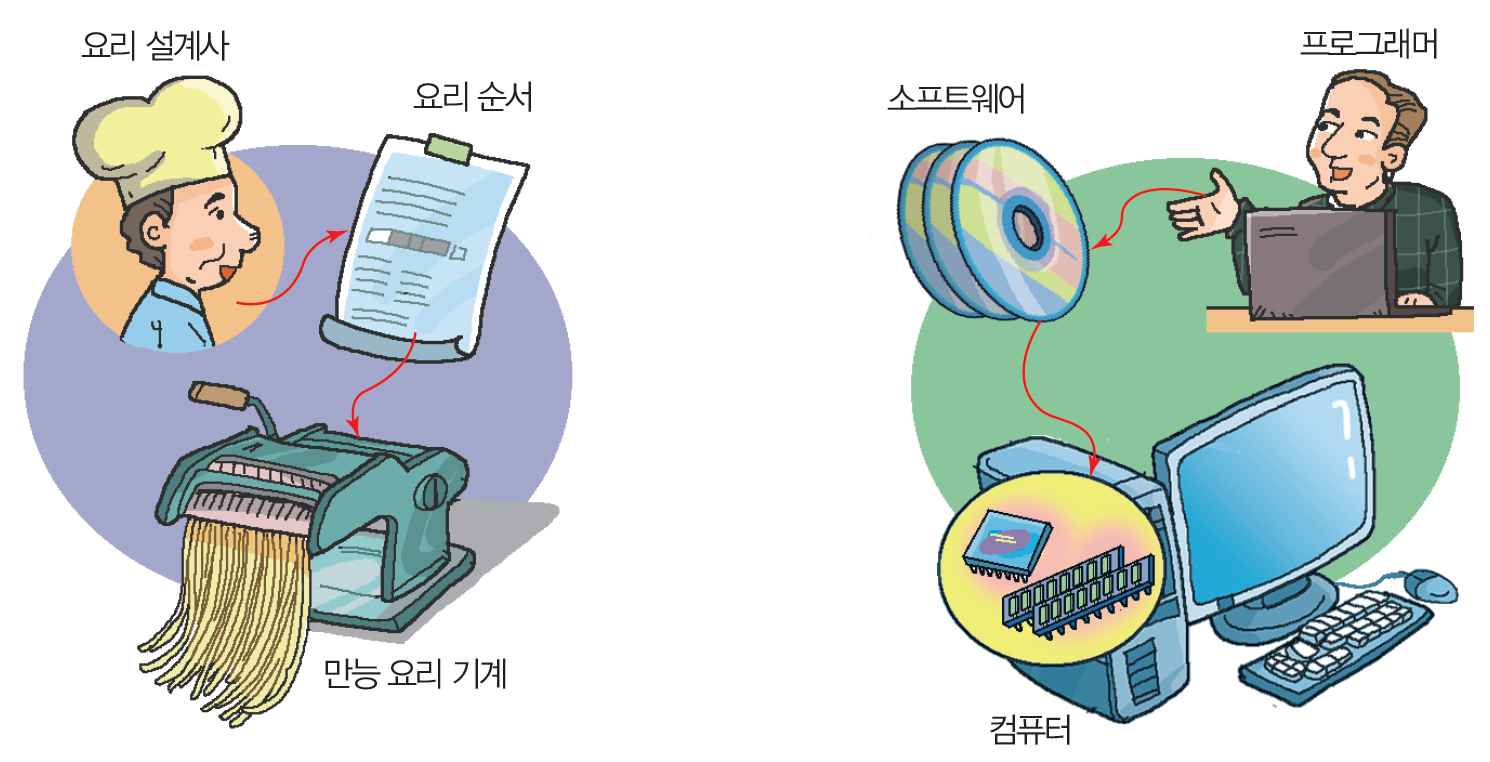 요리 설계사
요리 순서
만능 요리 기계
프로그래머
소프트웨어
컴퓨터